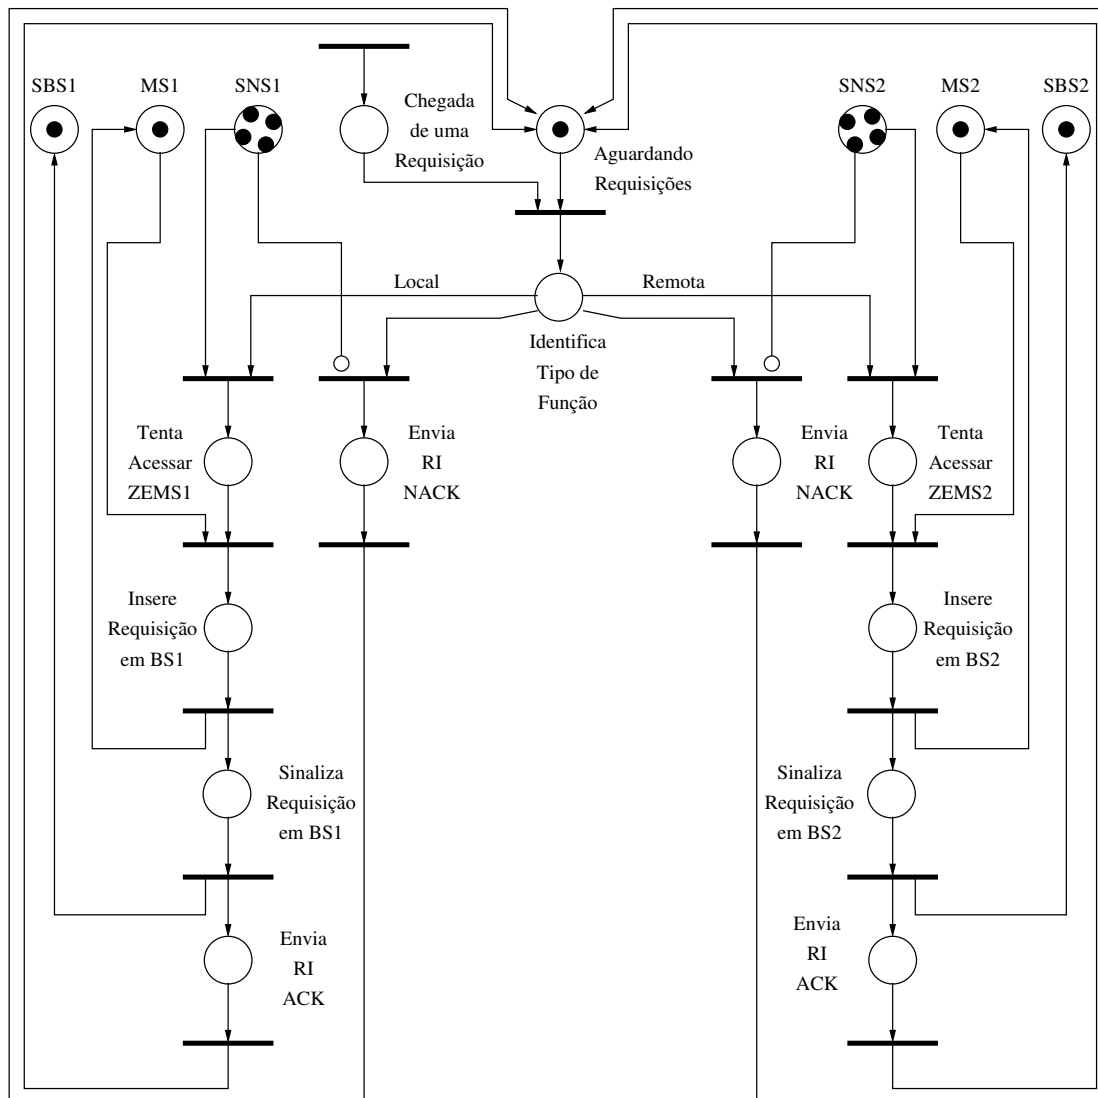 SBS1
MS1
SNS1
Chegada
de uma
Requisição
Aguardando
Requisições
SNS2
MS2
SBS2
Local
Remota
Identifica
Tipo de
Função
Tenta
Acessar
ZEMS1
Envia
RI
NACK
Envia
RI
NACK
Tenta
Acessar
ZEMS2
Insere
Requisição
em BS1
Insere
Requisição
em BS2
Sinaliza
Requisição
em BS1
Sinaliza
Requisição
em BS2
Envia
RI
ACK
Envia
RI
ACK